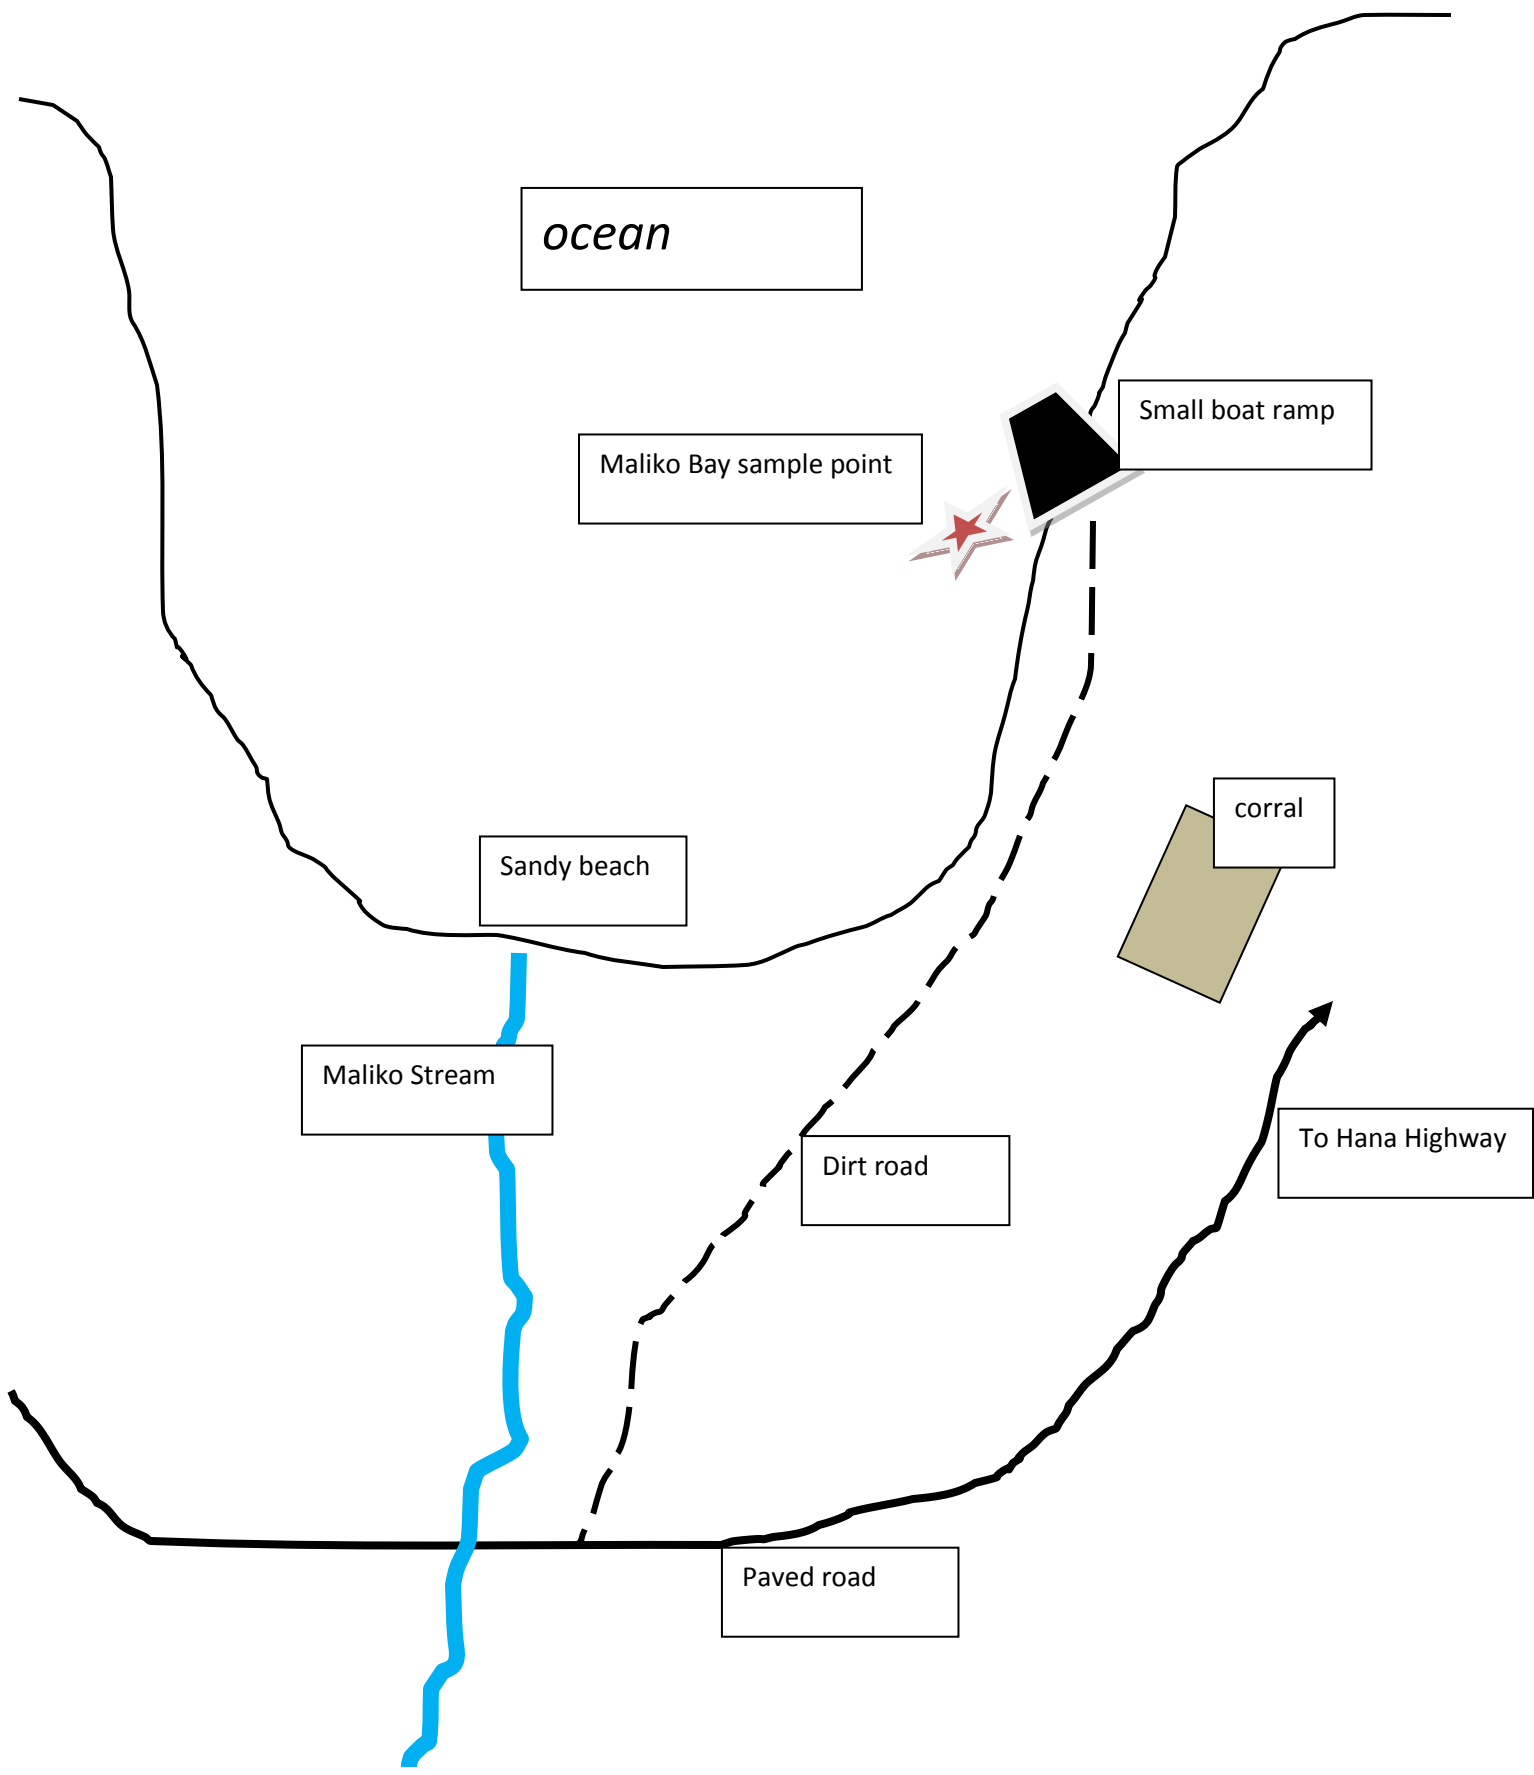 ocean
Small boat ramp
Maliko Bay sample point
corral
Sandy beach
Maliko Stream
To Hana Highway
Dirt road
Paved road